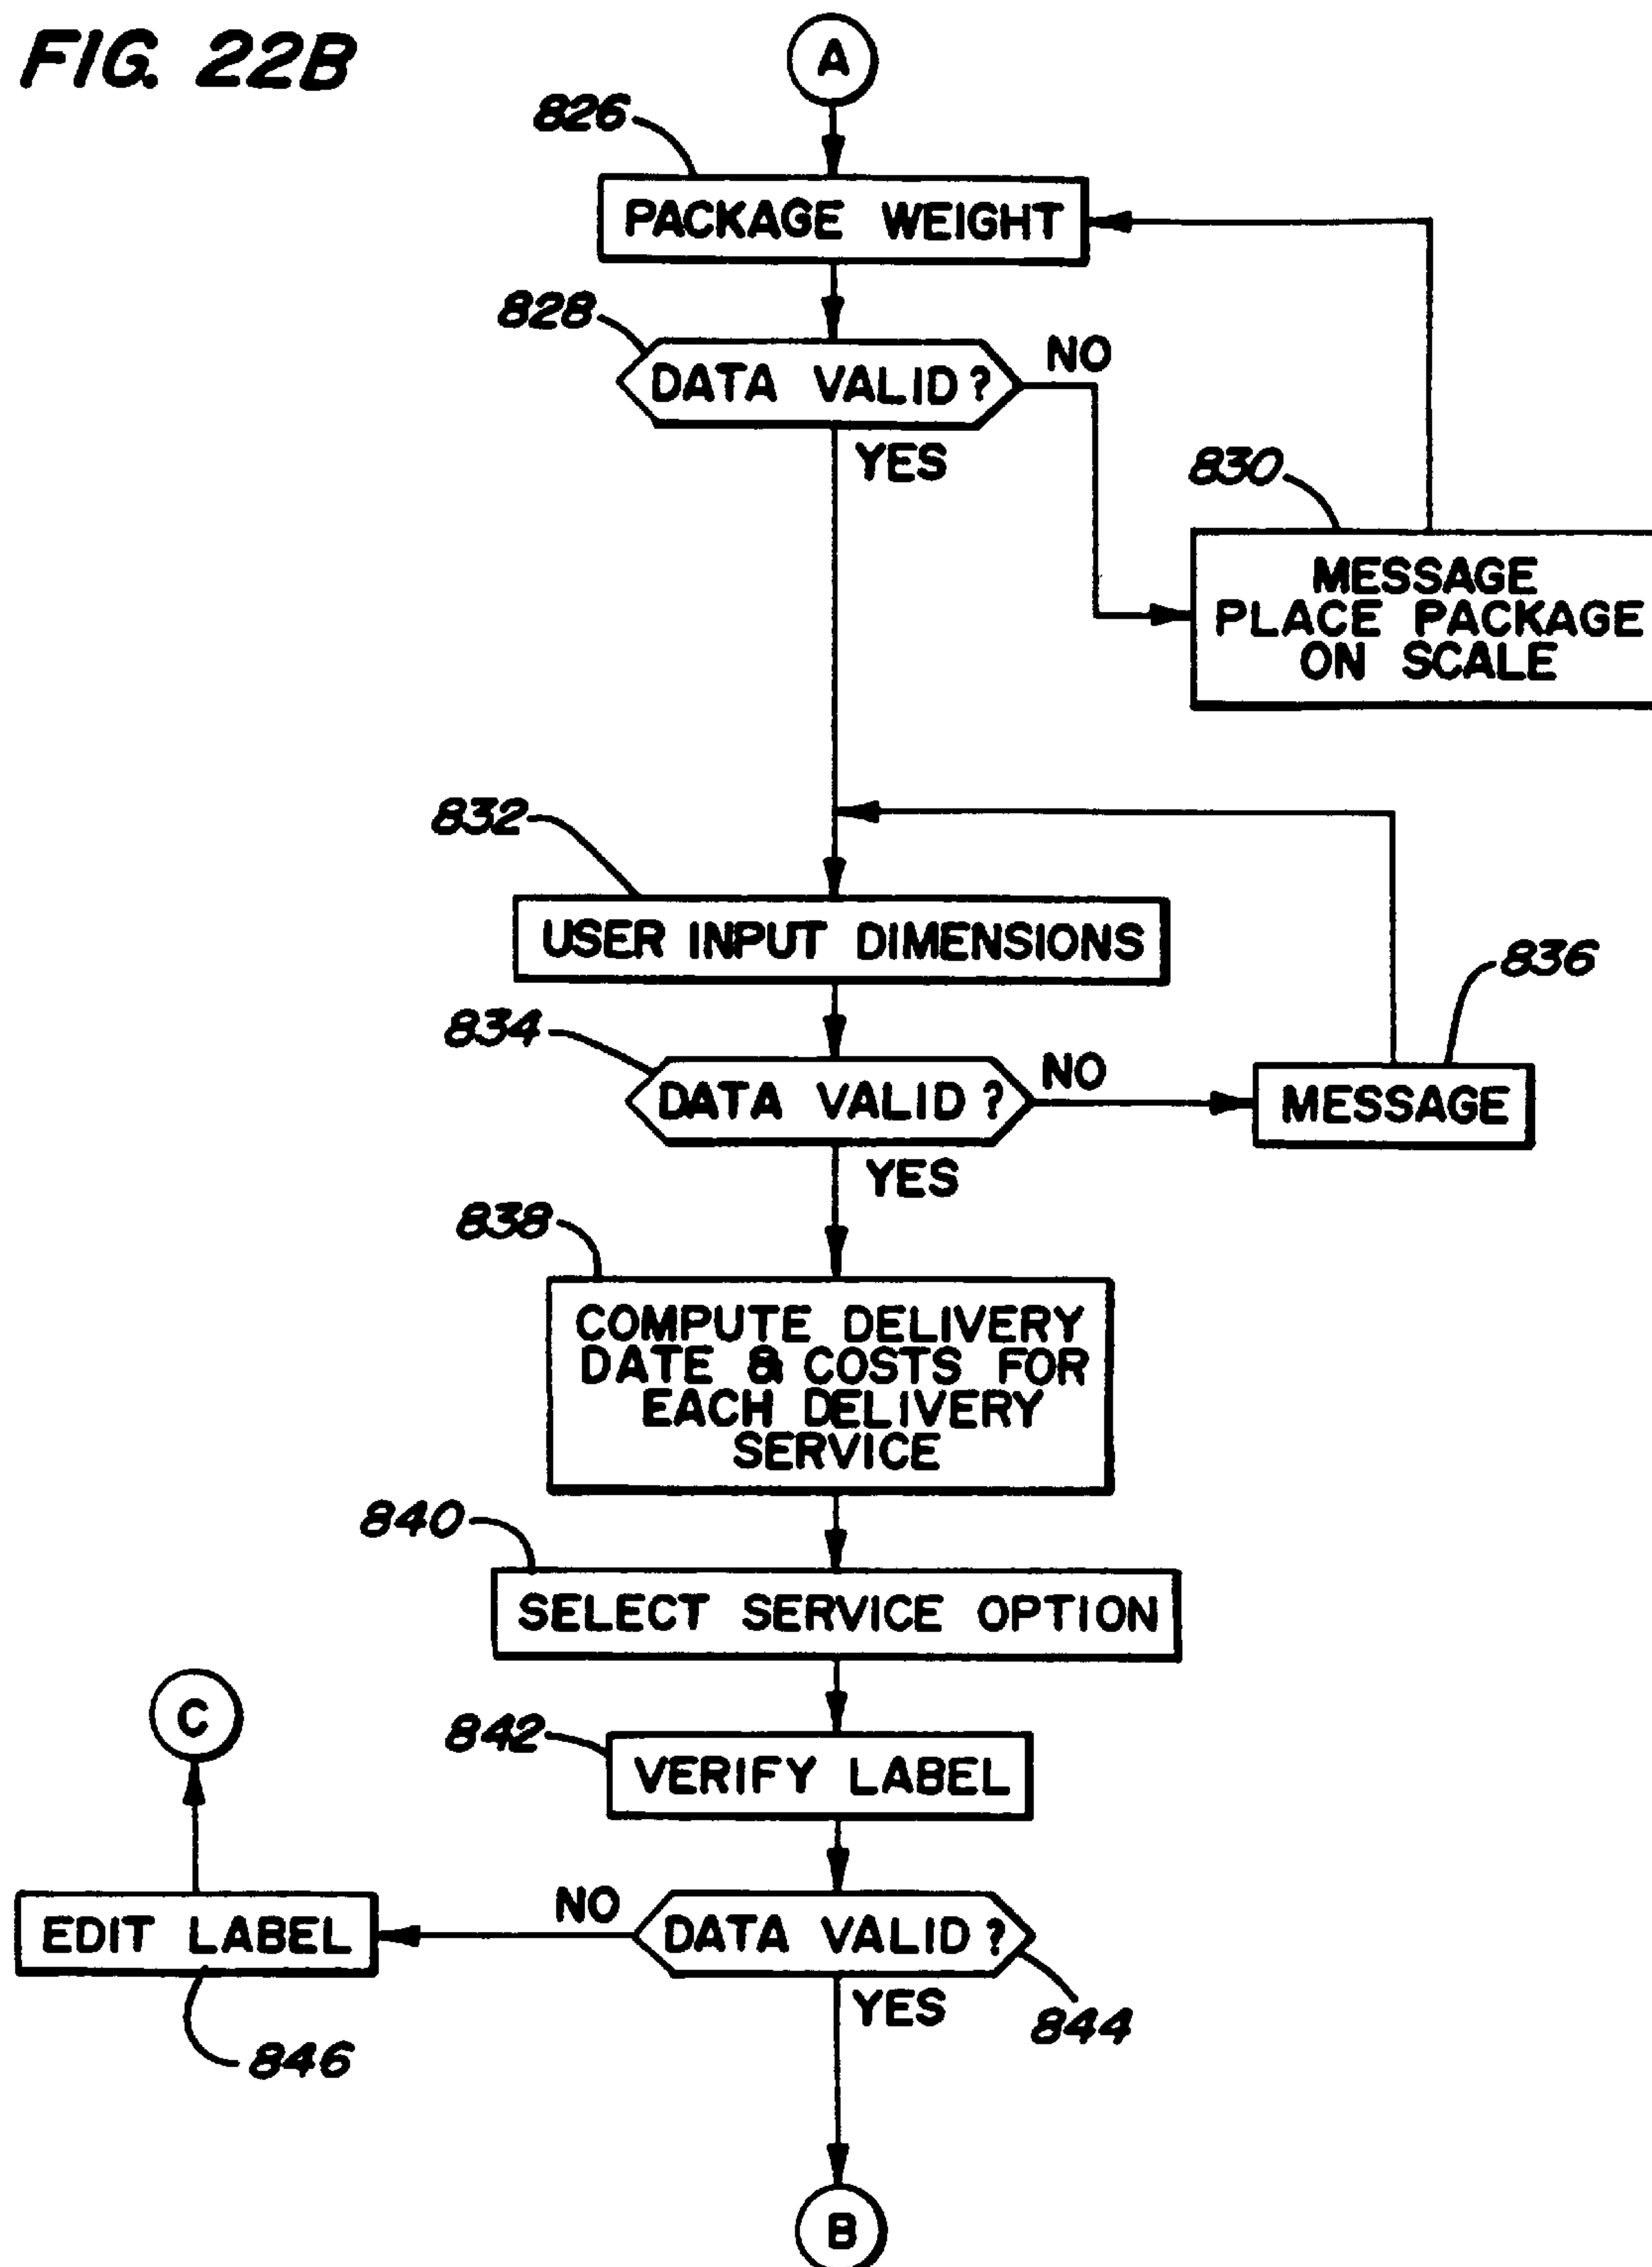 FIG. 22B
A
826
PACKAGE WEIGHT
828
DATA VALID?
NO
YES
830
MESSAGE
PLACE PACKAGE
ON SCALE
832
USER INPUT DIMENSIONS
834
DATA VALID?
NO
836
MESSAGE
YES
838
COMPUTE DELIVERY
DATE & COSTS FOR
EACH DELIVERY
SERVICE
840
SELECT SERVICE OPTION
C
842
VERIFY LABEL
EDIT LABEL
NO
DATA VALID?
YES
844
846
B